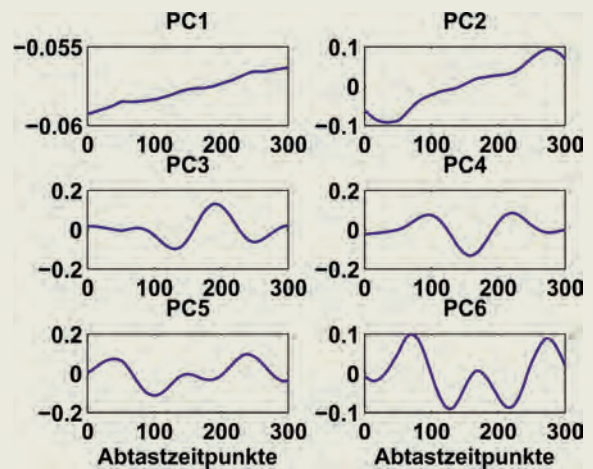 PC1 PC2
−0.055 0.1
0
−0.06 −0.1
0 100 200 300 0 100 200 300
PC3 PC4
0.2 0.2
0 0
−0.2 −0.2
0 100 200 300 0 100 200 300
PC5 PC6
0.2 0.1
0 0
−0.2 −0.1
0 100 200 300 0 100 200 300
Abtastzeitpunkte Abtastzeitpunkte